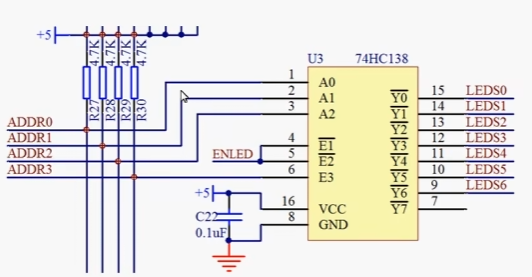 +5
4.7K
4.7K
4.7K
4.7K
R27
R28
R29
R30
ADDR0
ADDR1
ADDR2
ADDR3
ENLED
U3
74HC138
1
A0
2
A1
3
A2
4
E1
5
E2
6
E3
16
VCC
8
GND
Y0
15
LEDS0
Y1
14
LEDS1
Y2
13
LEDS2
Y3
12
LEDS3
Y4
11
LEDS4
Y5
10
LEDS5
Y6
9
LEDS6
Y7
7
+5
C22
0.1uF